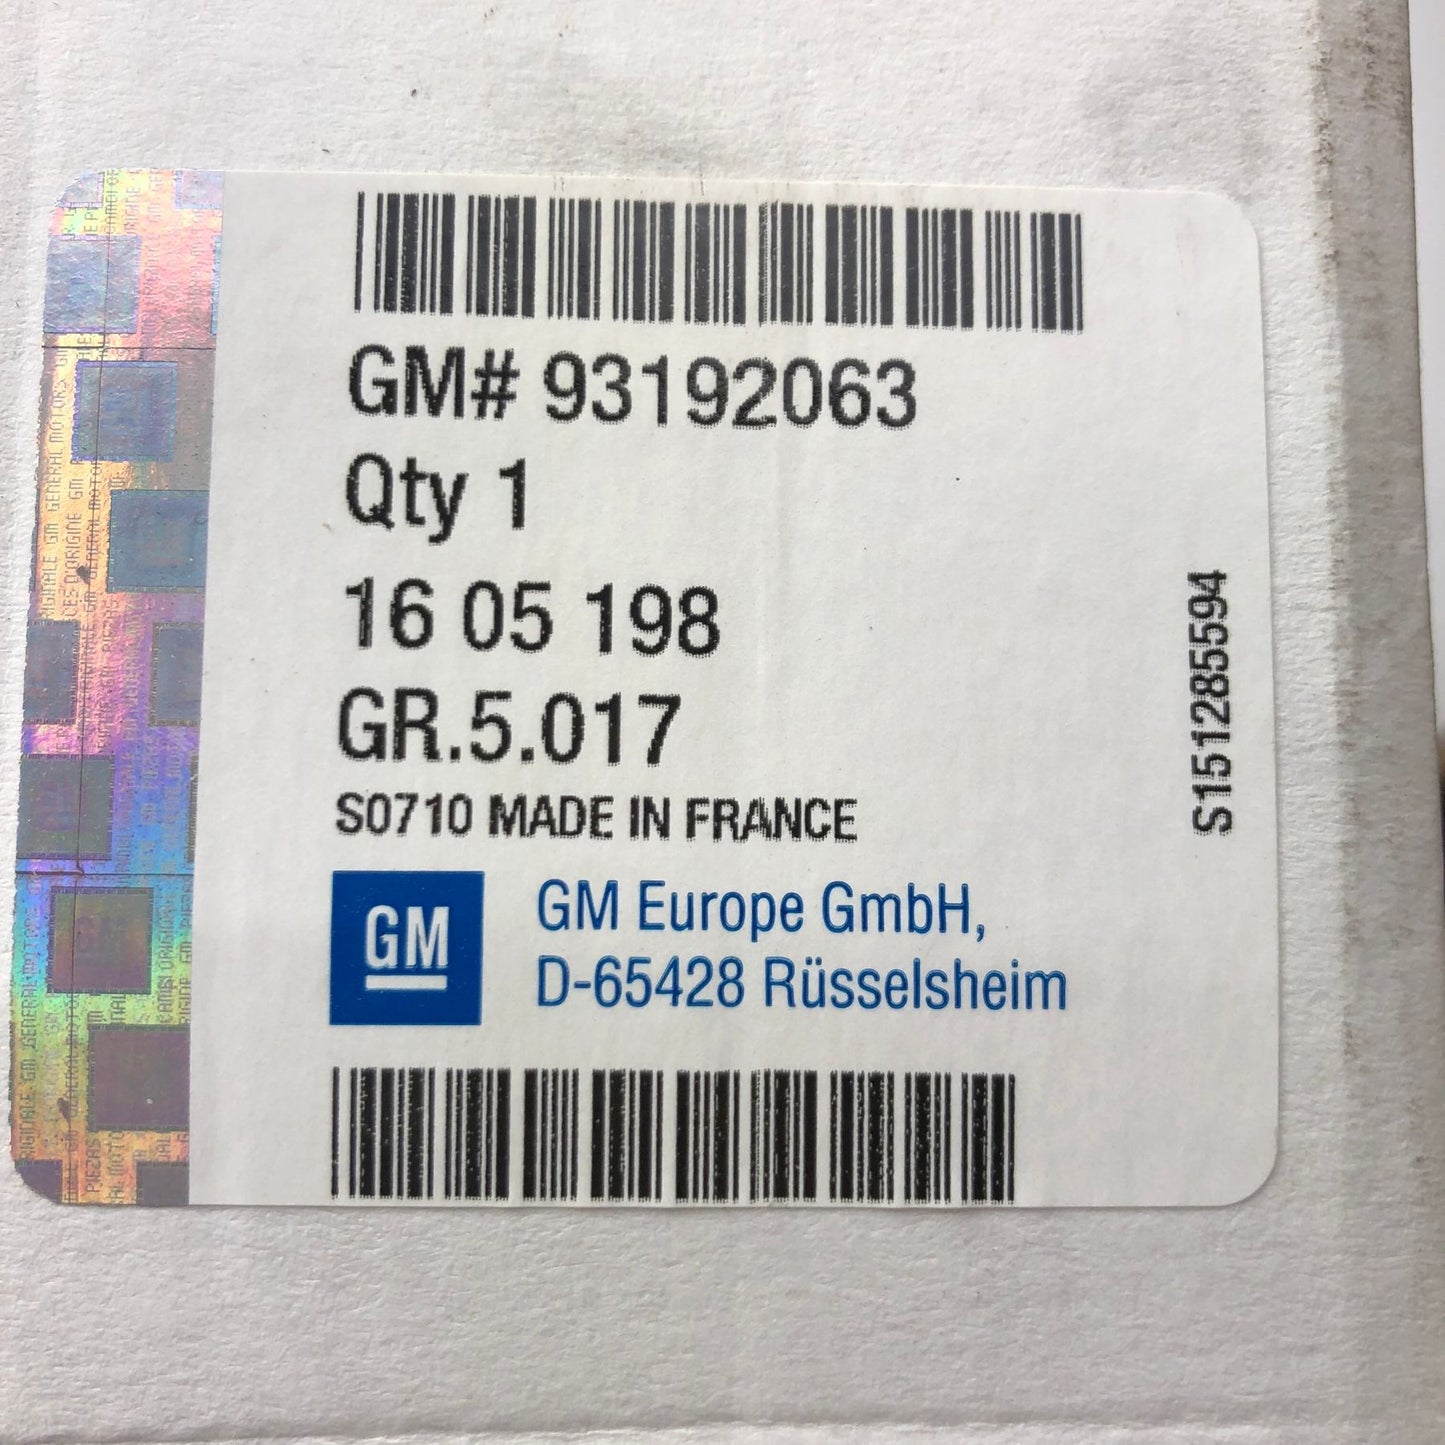 GM# 93192063
Qty 1
16 05 198
GR.5.017
S0710 MADE IN FRANCE
GM
GM Europe GmbH,
D-65428 Rüsselsheim
S151285594